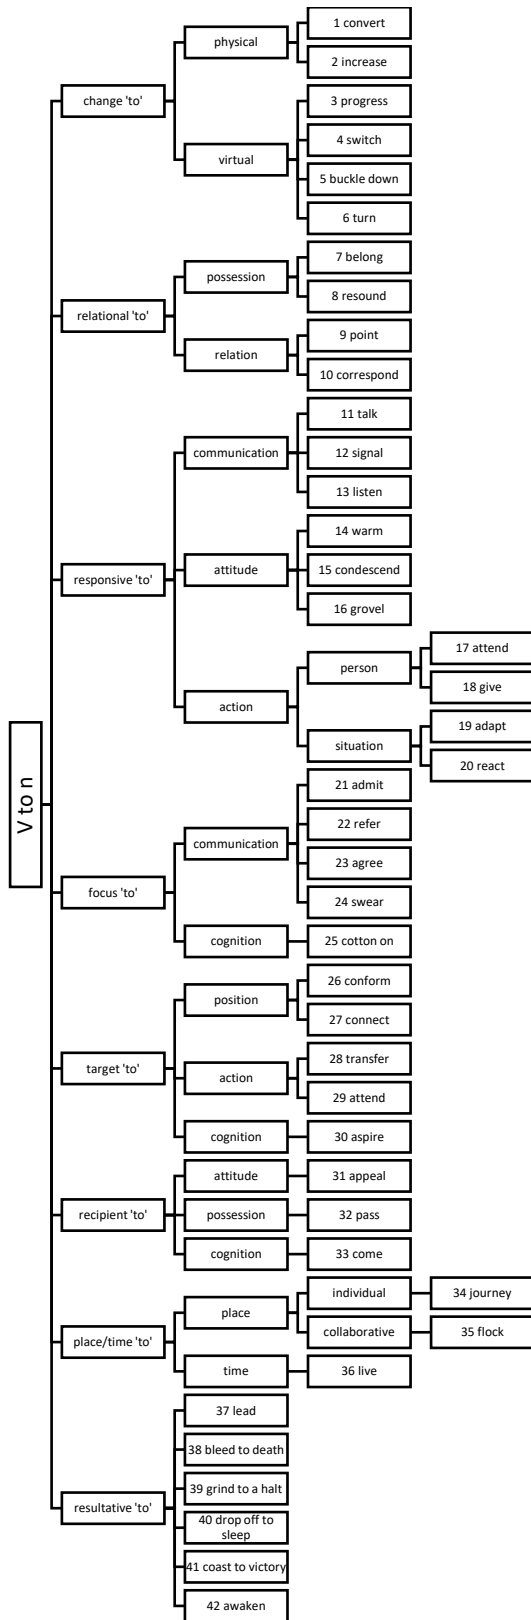 V to n
change 'to'
physical
1 convert
2 increase
virtual
3 progress
4 switch
5 buckle down
6 turn
relational 'to'
possession
7 belong
8 resound
relation
9 point
10 correspond
responsive 'to'
communication
11 talk
12 signal
13 listen
attitude
14 warm
15 condescend
16 grovel
action
person
17 attend
18 give
situation
19 adapt
20 react
focus 'to'
communication
21 admit
22 refer
23 agree
24 swear
cognition
25 cotton on
target 'to'
position
26 conform
27 connect
action
28 transfer
29 attend
cognition
30 aspire
recipient 'to'
attitude
31 appeal
possession
32 pass
cognition
33 come
place/time 'to'
place
individual
34 journey
collaborative
35 flock
time
36 live
resultative 'to'
37 lead
38 bleed to death
39 grind to a halt
40 drop off to
sleep
41 coast to victory
42 awaken